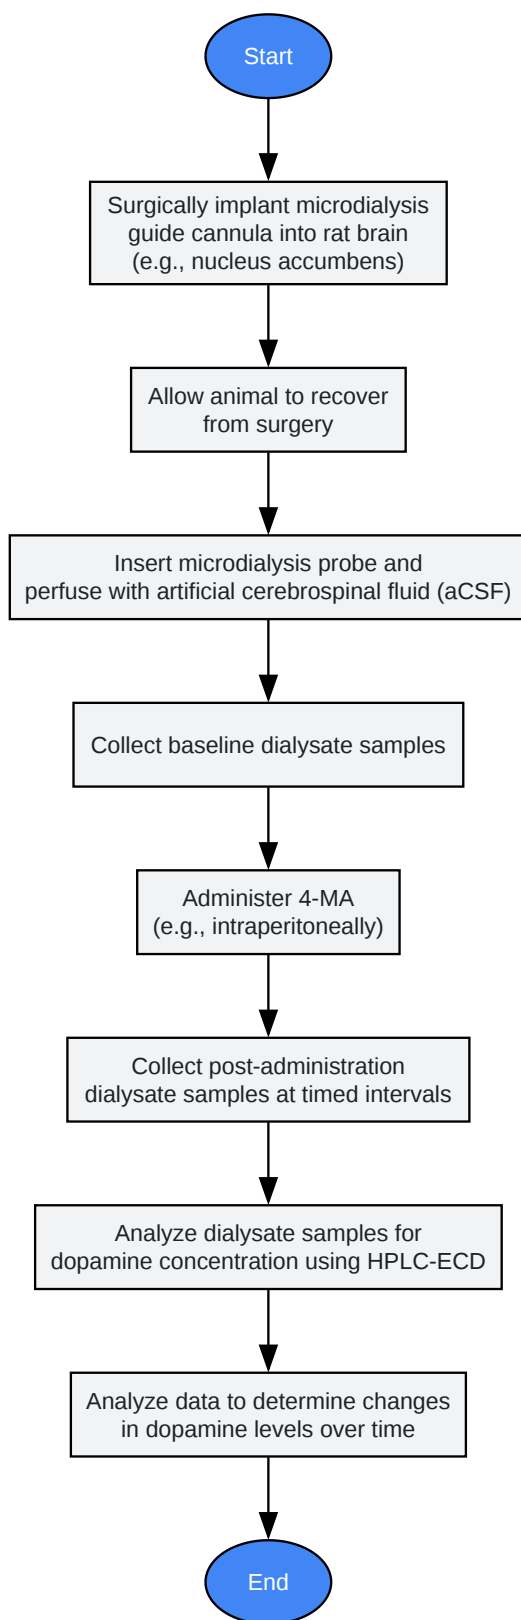 Start
Surgically implant microdialysis
guide cannula into rat brain
(e.g., nucleus accumbens)
Allow animal to recover
from surgery
Insert microdialysis probe and
perfuse with artificial cerebrospinal fluid (aCSF)
Collect baseline dialysate samples
Administer 4-MA
(e.g., intraperitoneally)
Collect post-administration
dialysate samples at timed intervals
Analyze dialysate samples for
dopamine concentration using HPLC-ECD
Analyze data to determine changes
in dopamine levels over time
End